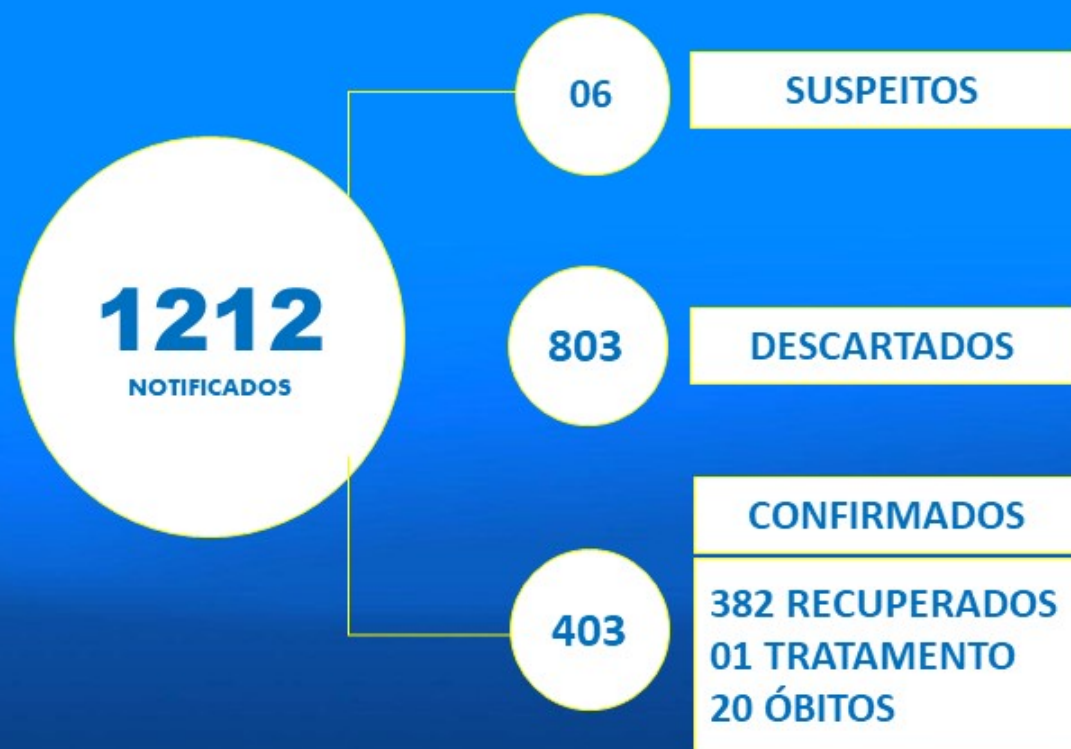 06
SUSPEITOS
1212
NOTIFICADOS
803
DESCARTADOS
CONFIRMADOS
403
382 RECUPERADOS
01 TRATAMENTO
20 ÓBITOS